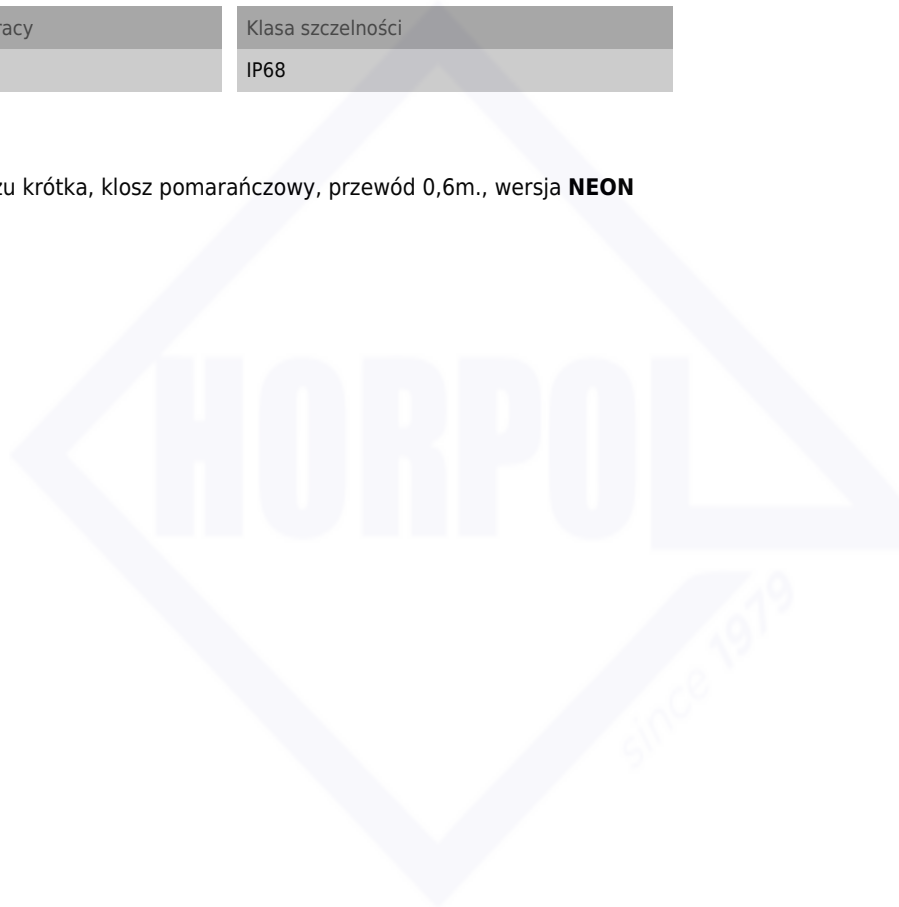 racy
Klasa szczelności
IP68
zu krótka, klosz pomarańczowy, przewód 0,6m., wersja NEON
HORPOL
since 1979